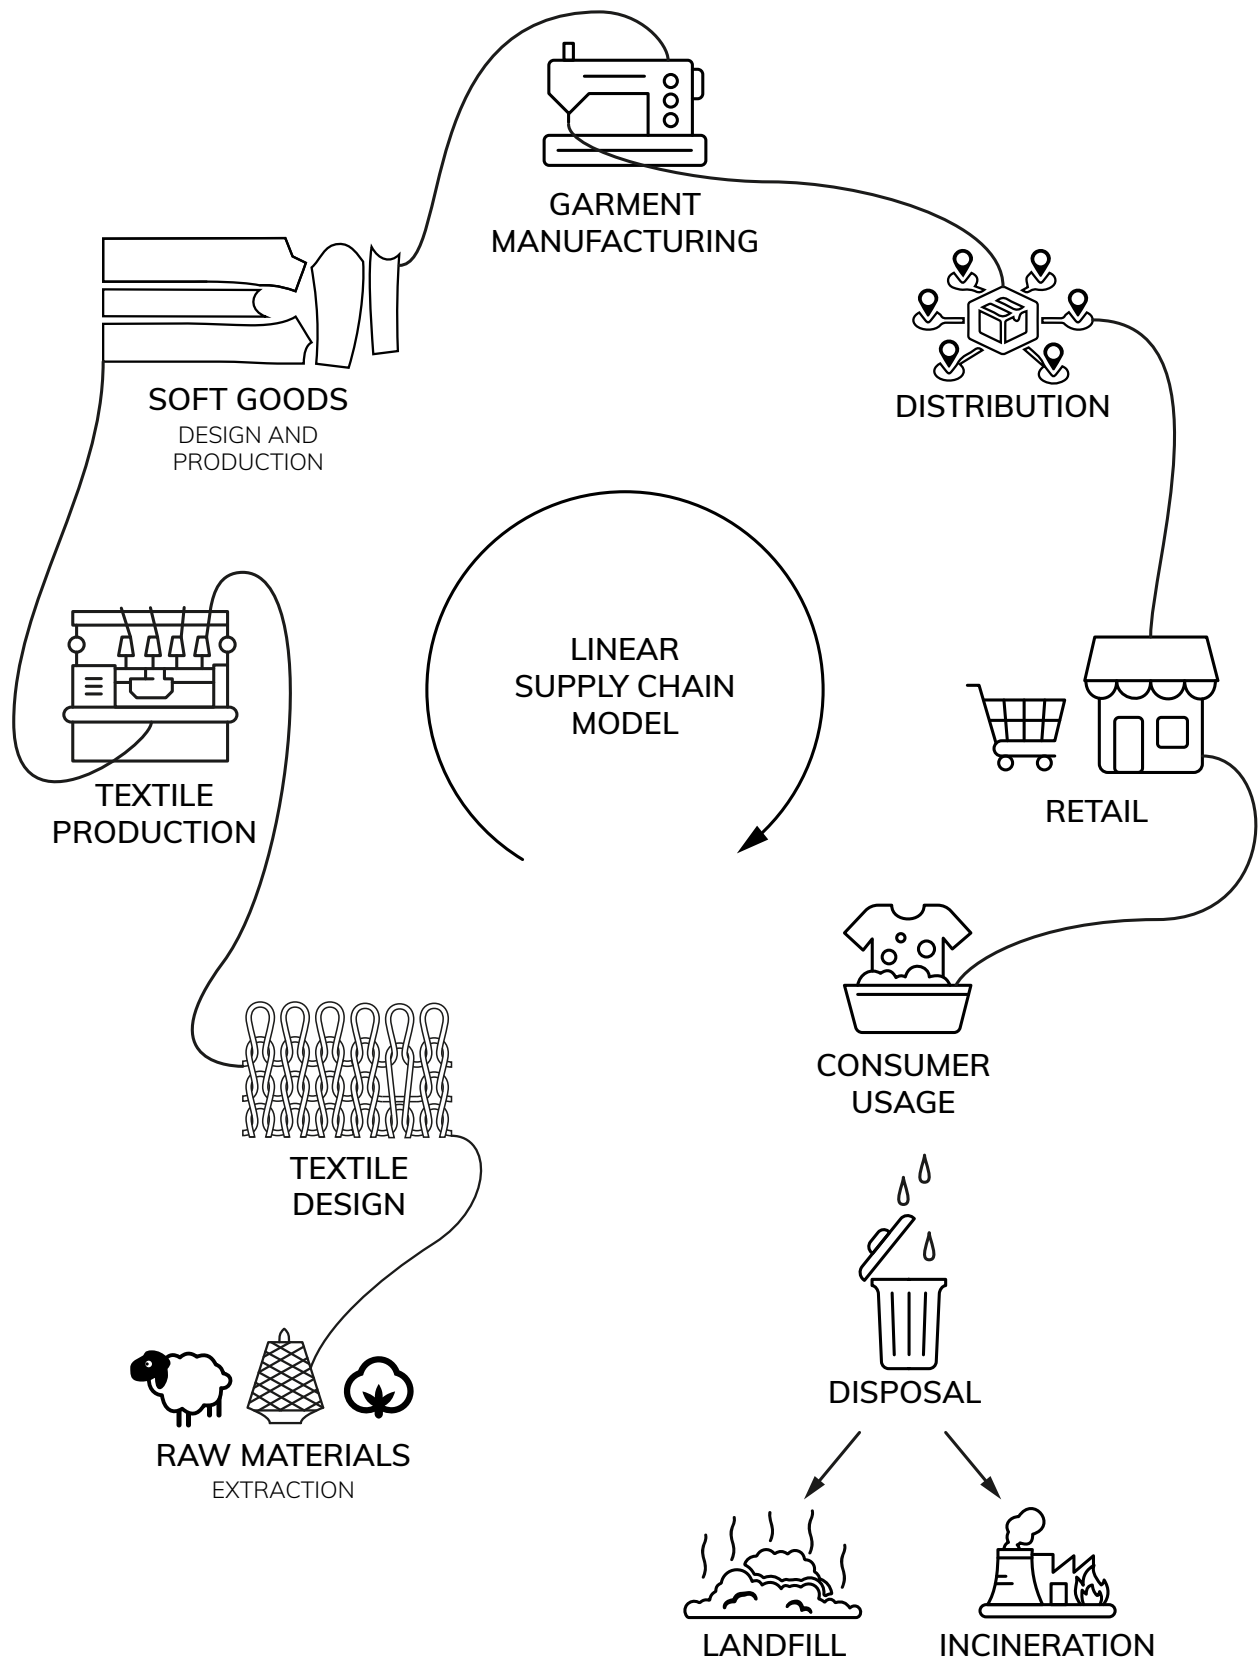 GARMENT
MANUFACTURING
SOFT GOODS
DESIGN AND
PRODUCTION
DISTRIBUTION
LINEAR
SUPPLY CHAIN
MODEL
TEXTILE
PRODUCTION
RETAIL
CONSUMER
USAGE
TEXTILE
DESIGN
DISPOSAL
RAW MATERIALS
EXTRACTION
LANDFILL
INCINERATION